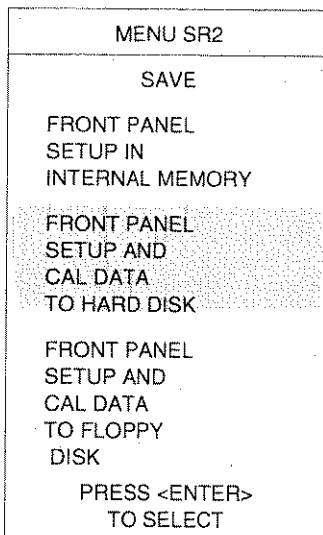 MENU SR2
SAVE
FRONT PANEL
SETUP IN
INTERNAL MEMORY
FRONT PANEL
SETUP AND
CAL DATA
TO HARD DISK
FRONT PANEL
SETUP AND
CAL DATA
TO FLOPPY
DISK
PRESS <ENTER>
TO SELECT